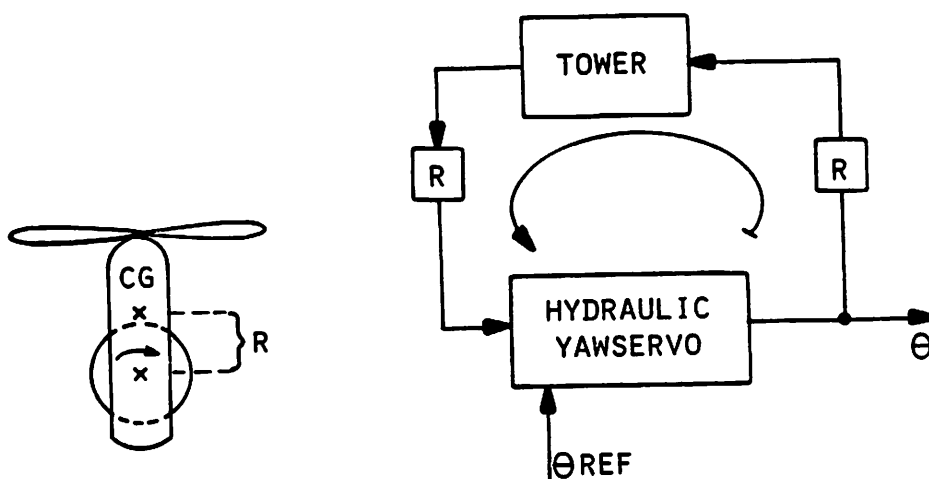 CG
R
TOWER
R
R
HYDRAULIC
YAWSERVO
Θ
ΘREF